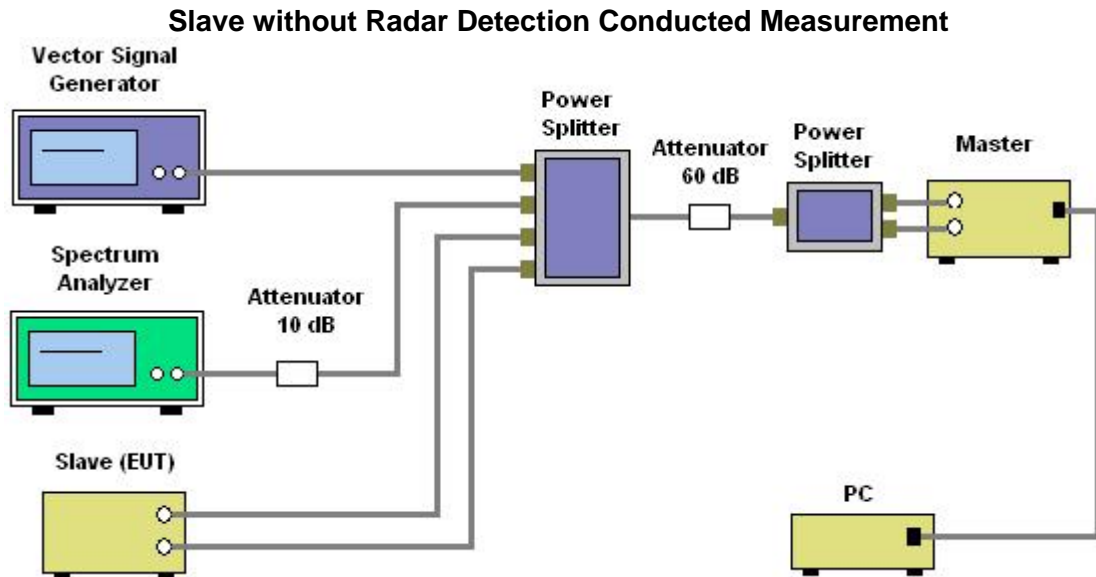 Slave without Radar Detection Conducted Measurement
Vector Signal
Generator
Power
Splitter
Attenuator
60 dB
Power
Splitter
Master
Spectrum
Analyzer
Attenuator
10 dB
Slave (EUT)
PC